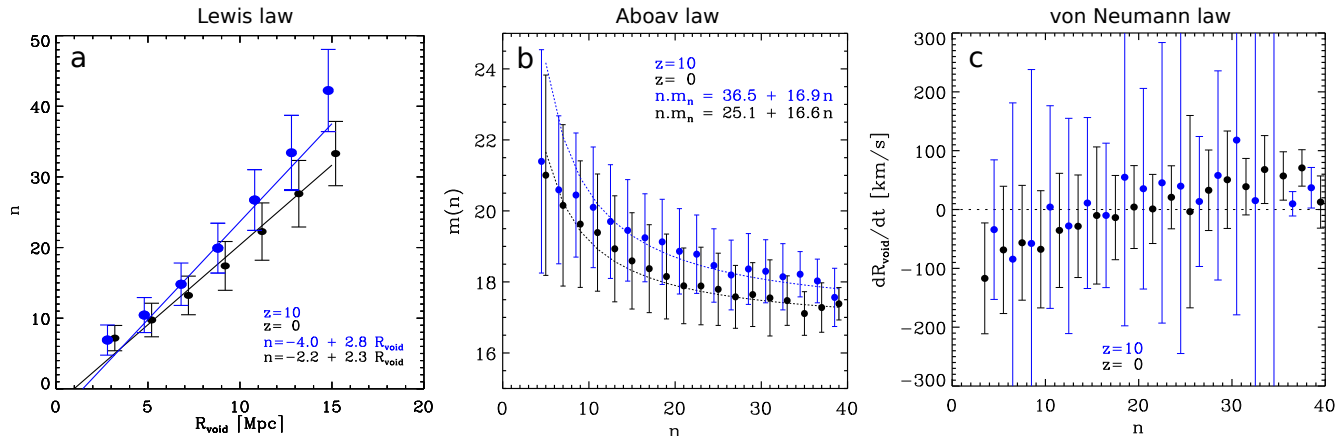 Lewis law
Aboav law
von Neumann law
a
50
40
30
20
10
0
n
z=10
z= 0
n=-4.0 + 2.8 R_void
n=-2.2 + 2.3 R_void
0 5 10 15 20
R_void [Mpc]
b
24
22
20
18
16
m(n)
z=10
z= 0
n.m_n = 36.5 + 16.9n
n.m_n = 25.1 + 16.6n
0 10 20 30 40
n
c
300
200
100
0
-100
-200
-300
dR_void/dt [km/s]
z=10
z= 0
0 10 20 30 40
n